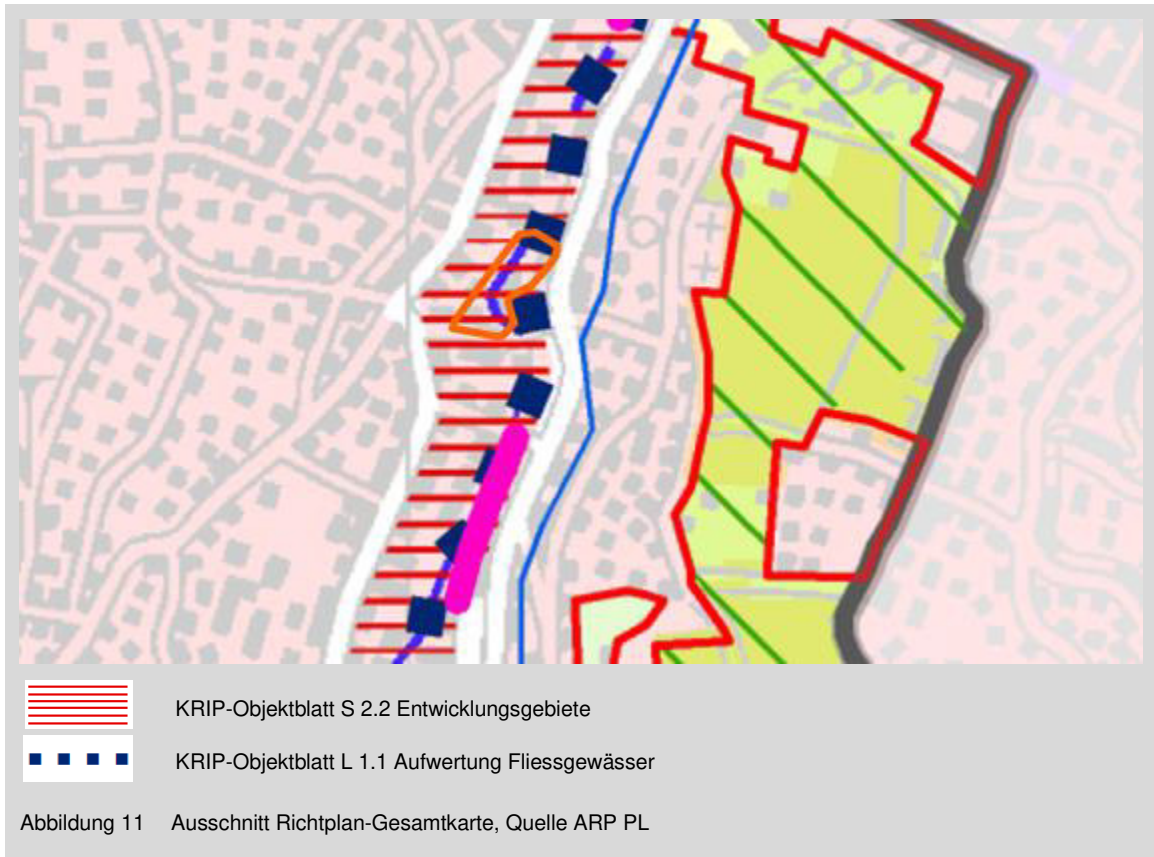 KRIP-Objektblatt S 2.2 Entwicklungsgebiete
KRIP-Objektblatt L 1.1 Aufwertung Fliessgewässer
Abbildung 11 Ausschnitt Richtplan-Gesamtkarte, Quelle ARP PL